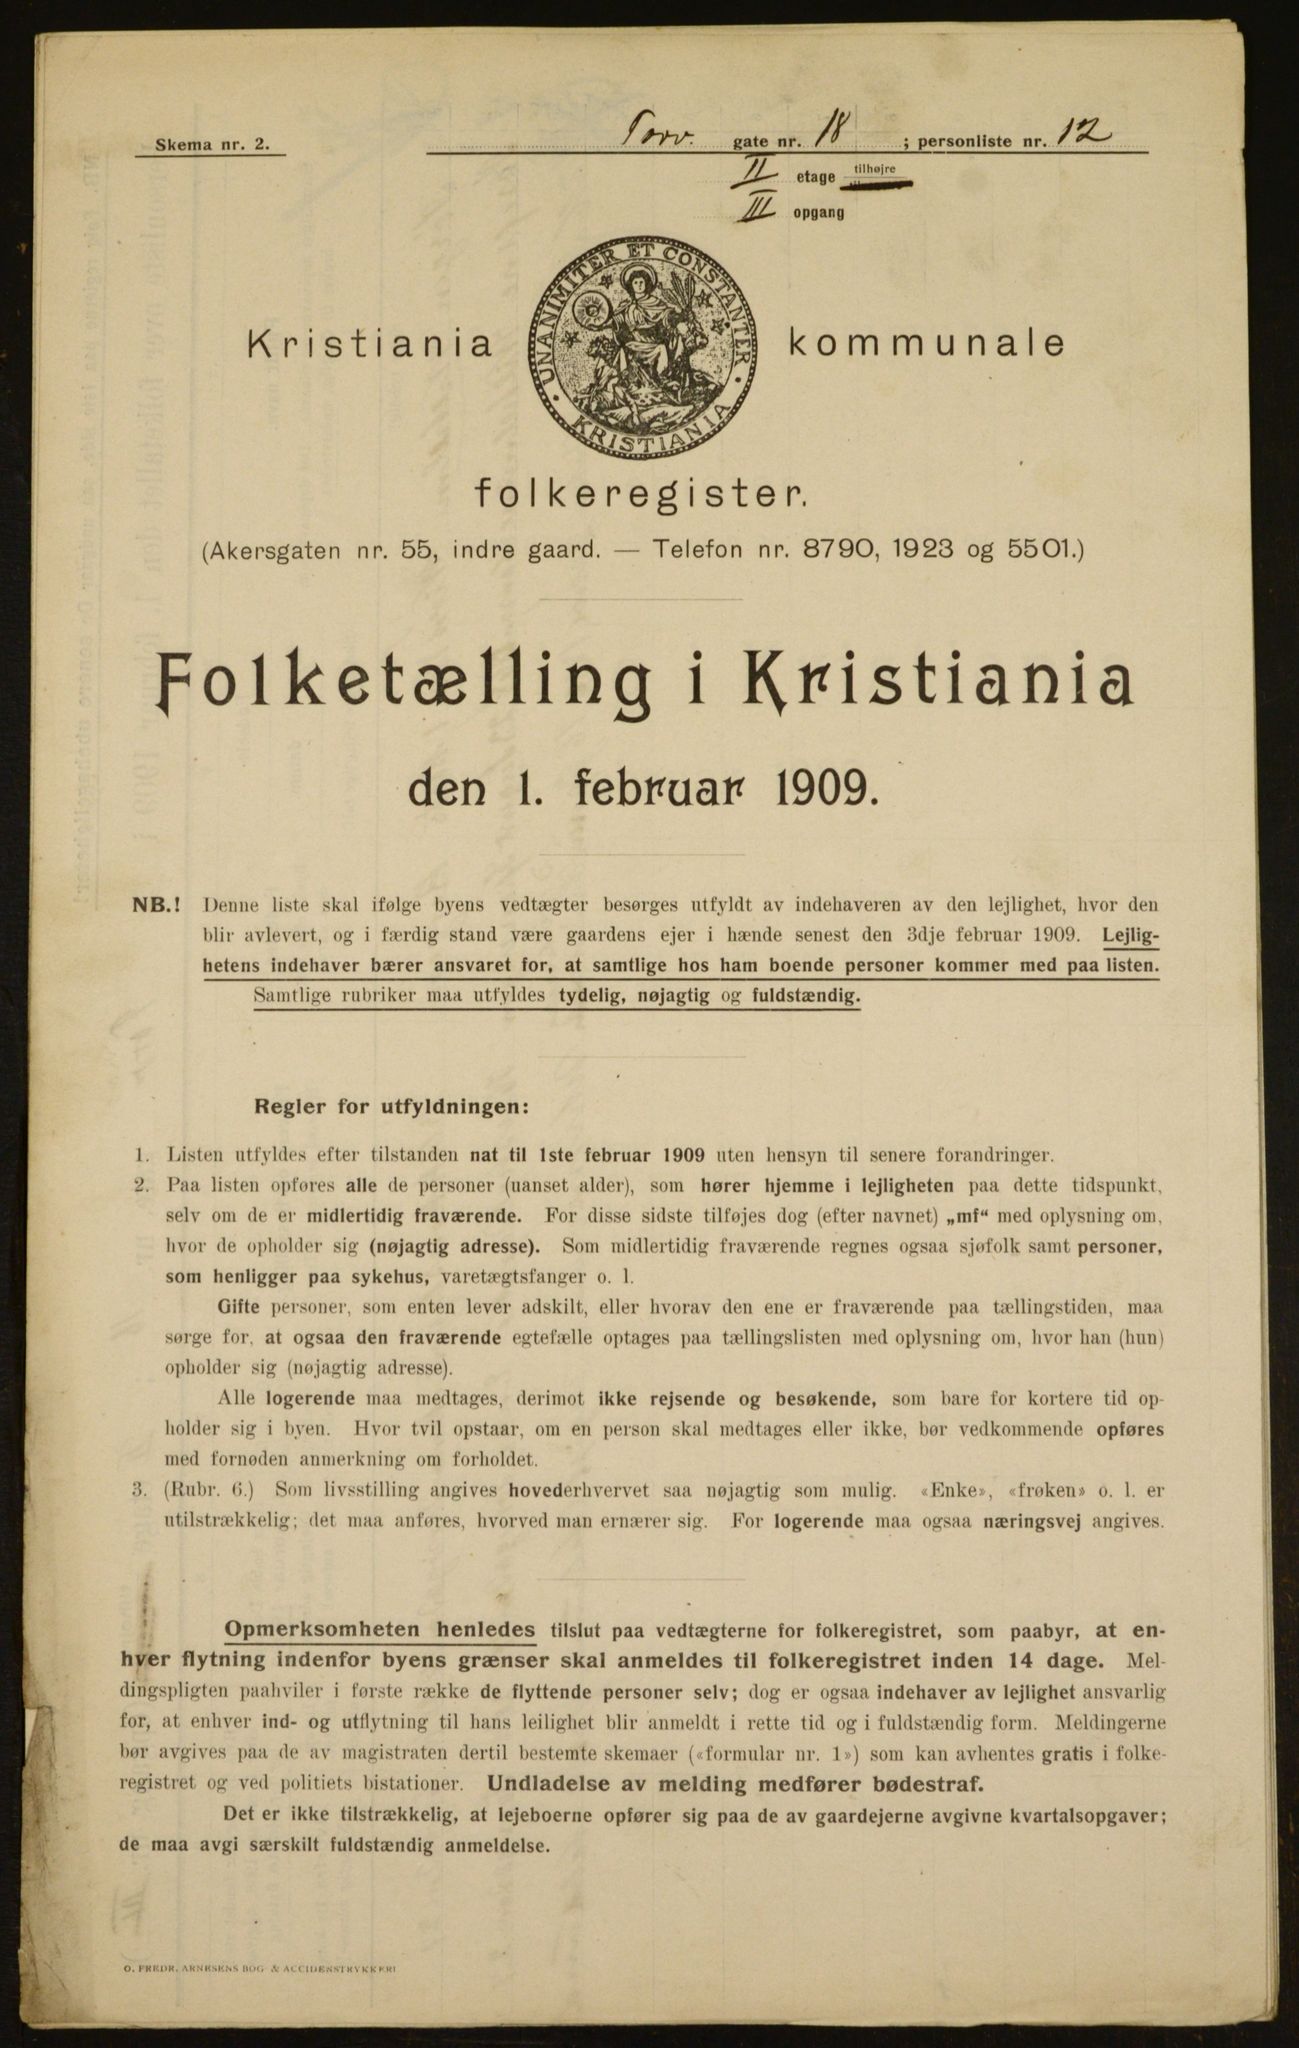 Skema nr. 2.
Torv. gate nr. 18 ; personliste nr. 12
II etage tilhøjre
III opgang
UNANIMITER ET CONSTANTER
KRISTIANIA
Kristiania kommunale
folkeregister.
(Akersgaten nr. 55, indre gaard. — Telefon nr. 8790, 1923 og 5501.)
Folketælling i Kristiania
den 1. februar 1909.
NB.! Denne liste skal ifølge byens vedtægter besørges utfyldt av indehaveren av den lejlighet, hvor den
blir avlevert, og i færdig stand være gaardens ejer i hænde senest den 3dje februar 1909. Lejlig-
hetens indehaver bærer ansvaret for, at samtlige hos ham boende personer kommer med paa listen.
Samtlige rubriker maa utfyldes tydelig, nøjagtig og fuldstændig.
Regler for utfyldningen:
1. Listen utfyldes efter tilstanden nat til 1ste februar 1909 uten hensyn til senere forandringer.
2. Paa listen opføres alle de personer (uanset alder), som hører hjemme i lejligheten paa dette tidspunkt,
selv om de er midlertidig fraværende. For disse sidste tilføjes dog (efter navnet) „mf“ med oplysning om,
hvor de opholder sig (nøjagtig adresse). Som midlertidig fraværende regnes ogsaa sjøfolk samt personer,
som henligger paa sykehus, varetægtsfanger o. l.
Gifte personer, som enten lever adskilt, eller hvorav den ene er fraværende paa tællingstiden, maa
sørge for, at ogsaa den fraværende egtefælle optages paa tællingslisten med oplysning om, hvor han (hun)
opholder sig (nøjagtig adresse).
Alle logerende maa medtages, derimot ikke rejsende og besøkende, som bare for kortere tid op-
holder sig i byen. Hvor tvil opstaar, om en person skal medtages eller ikke, bør vedkommende opføres
med fornøden anmerkning om forholdet.
3. (Rubr. 6.) Som livsstilling angives hovederhvervet saa nøjagtig som mulig. «Enke», «frøken» o. l. er
utilstrækkelig; det maa anføres, hvorved man ernærer sig. For logerende maa ogsaa næringsvej angives.
Opmerksomheten henledes tilslut paa vedtægterne for folkeregistret, som paabyr, at en-
hver flytning indenfor byens grænser skal anmeldes til folkeregistret inden 14 dage. Mel-
dingspligten paahviler i første række de flyttende personer selv; dog er ogsaa indehaver av lejlighet ansvarlig
for, at enhver ind- og utflytning til hans leilighet blir anmeldt i rette tid og i fuldstændig form. Meldingerne
bør avgives paa de av magistraten dertil bestemte skemaer («formular nr. 1») som kan avhentes gratis i folke-
registret og ved politiets bistationer. Undladelse av melding medfører bødestraf.
Det er ikke tilstrækkelig, at lejeboerne opfører sig paa de av gaardejerne avgivne kvartalsopgaver;
de maa avgi særskilt fuldstændig anmeldelse.
O. FREDR. ARNESENS BOG- & ACCIDENSTRYKKERI